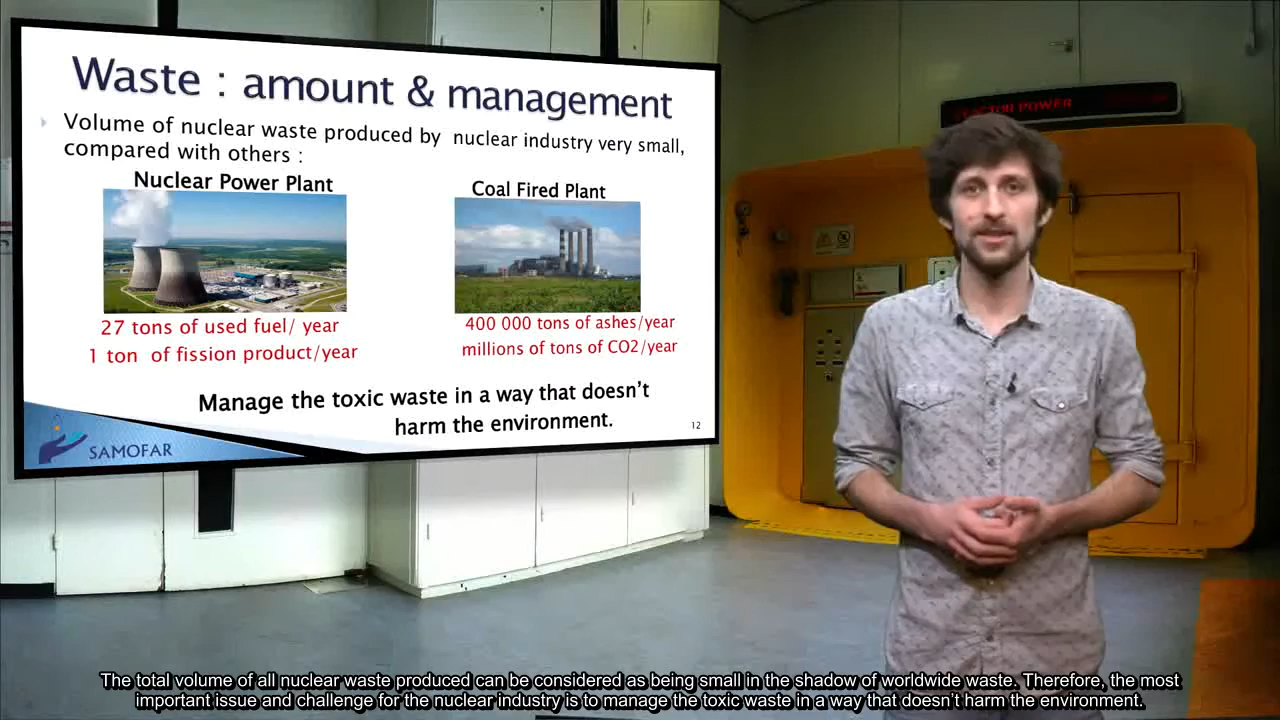 Waste : amount & management
Volume of nuclear waste produced by nuclear industry very small,
compared with others :
Nuclear Power Plant
Coal Fired Plant
27 tons of used fuel/ year
1 ton of fission product/year
400 000 tons of ashes/year
millions of tons of CO2/year
Manage the toxic waste in a way that doesn't
harm the environment.
12
SAMOFAR
REACTOR POWER
The total volume of all nuclear waste produced can be considered as being small in the shadow of worldwide waste. Therefore, the most
important issue and challenge for the nuclear industry is to manage the toxic waste in a way that doesn't harm the environment.